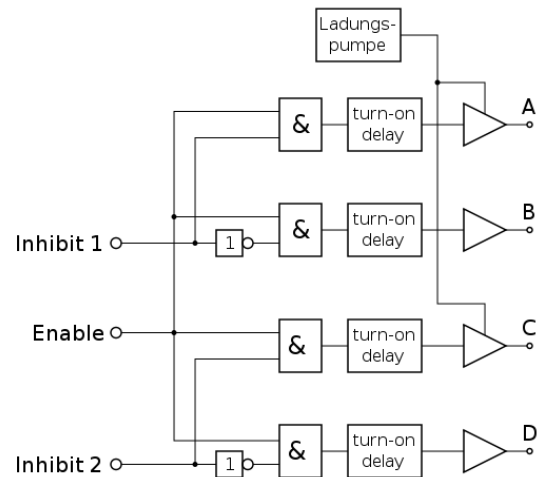 Ladungs-
pumpe
A
&
turn-on
delay
B
&
turn-on
delay
Inhibit 1
1
Enable
C
&
turn-on
delay
D
&
turn-on
delay
Inhibit 2
1